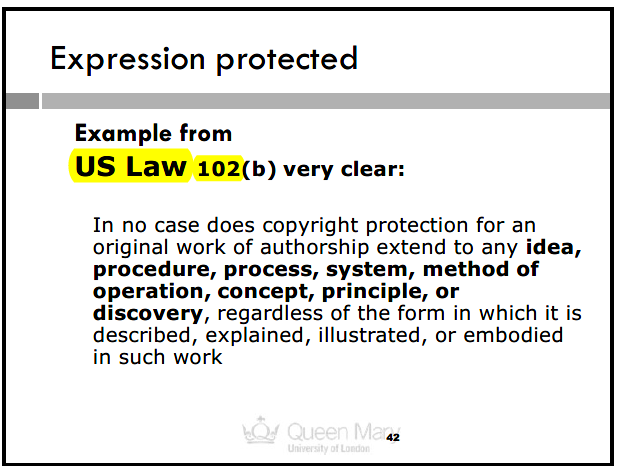 Expression protected
Example from
US Law 102(b) very clear:
In no case does copyright protection for an
original work of authorship extend to any idea,
procedure, process, system, method of
operation, concept, principle, or
discovery, regardless of the form in which it is
described, explained, illustrated, or embodied
in such work
Queen Mary
University of London
42